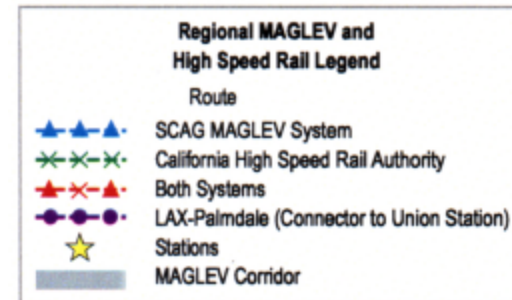 Regional MAGLEV and
High Speed Rail Legend
Route
SCAG MAGLEV System
California High Speed Rail Authority
Both Systems
LAX-Palmdale (Connector to Union Station)
Stations
MAGLEV Corridor